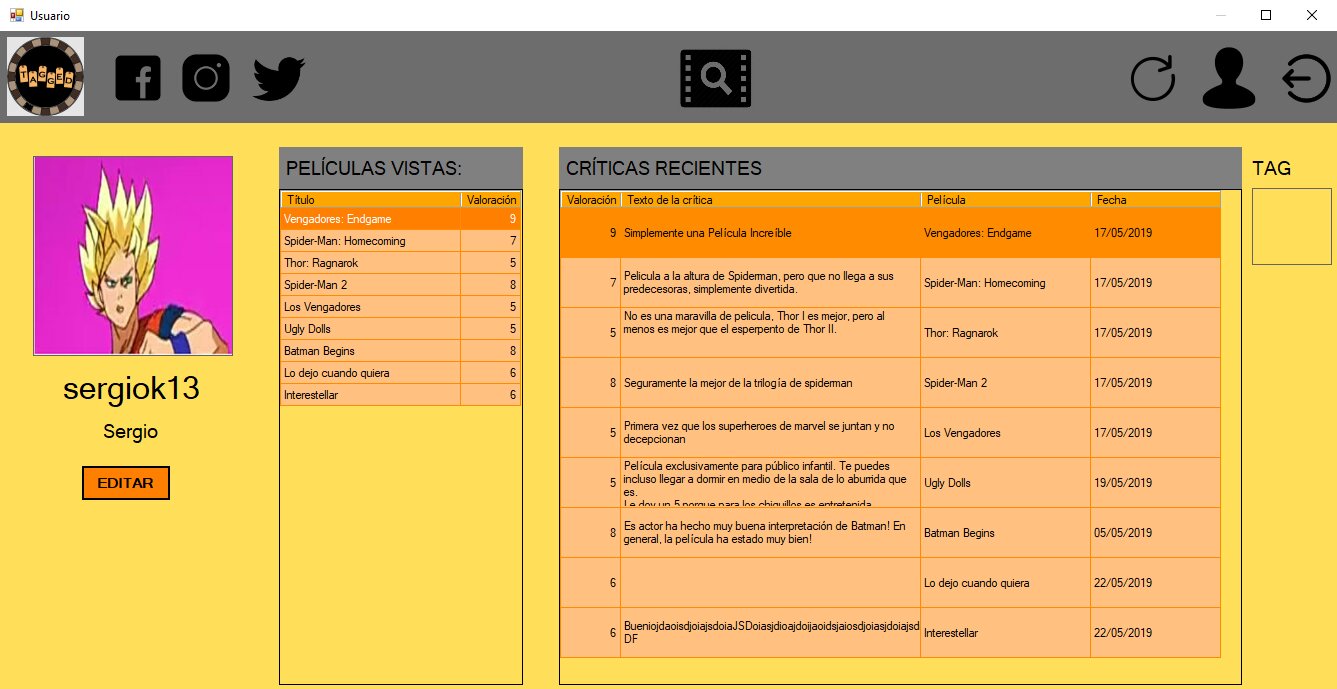 Usuario
TAGGED
sergiok13
Sergio
EDITAR
PELÍCULAS VISTAS:
Título Valoración
Vengadores: Endgame 9
Spider-Man: Homecoming 7
Thor: Ragnarok 5
Spider-Man 2 8
Los Vengadores 5
Ugly Dolls 5
Batman Begins 8
Lo dejo cuando quiera 6
Interestellar 6
CRÍTICAS RECIENTES
Valoración Texto de la crítica Película Fecha
9 Simplemente una Película Increíble Vengadores: Endgame 17/05/2019
7 Pelicula a la altura de Spiderman, pero que no llega a sus
predecesoras, simplemente divertida.
Spider-Man: Homecoming 17/05/2019
5 No es una maravilla de pelicula, Thor I es mejor, pero al
menos es mejor que el esperpento de Thor II.
Thor: Ragnarok 17/05/2019
8 Seguramente la mejor de la trilogía de spiderman Spider-Man 2 17/05/2019
5 Primera vez que los superheroes de marvel se juntan y no
decepcionan
Los Vengadores 17/05/2019
5 Película exclusivamente para público infantil. Te puedes
incluso llegar a dormir en medio de la sala de lo aburrida que
es.
Le doy un 5 porque para los chiquillos es entretenida
Ugly Dolls 19/05/2019
8 Es actor ha hecho muy buena interpretación de Batman! En
general, la película ha estado muy bien!
Batman Begins 05/05/2019
6 Lo dejo cuando quiera 22/05/2019
6 BueniojdaoisdjoiajsdoiaJSDoiasjdioajdoijaoidsjaiosdjoiasjdoiajsd
DF
Interestellar 22/05/2019
TAG